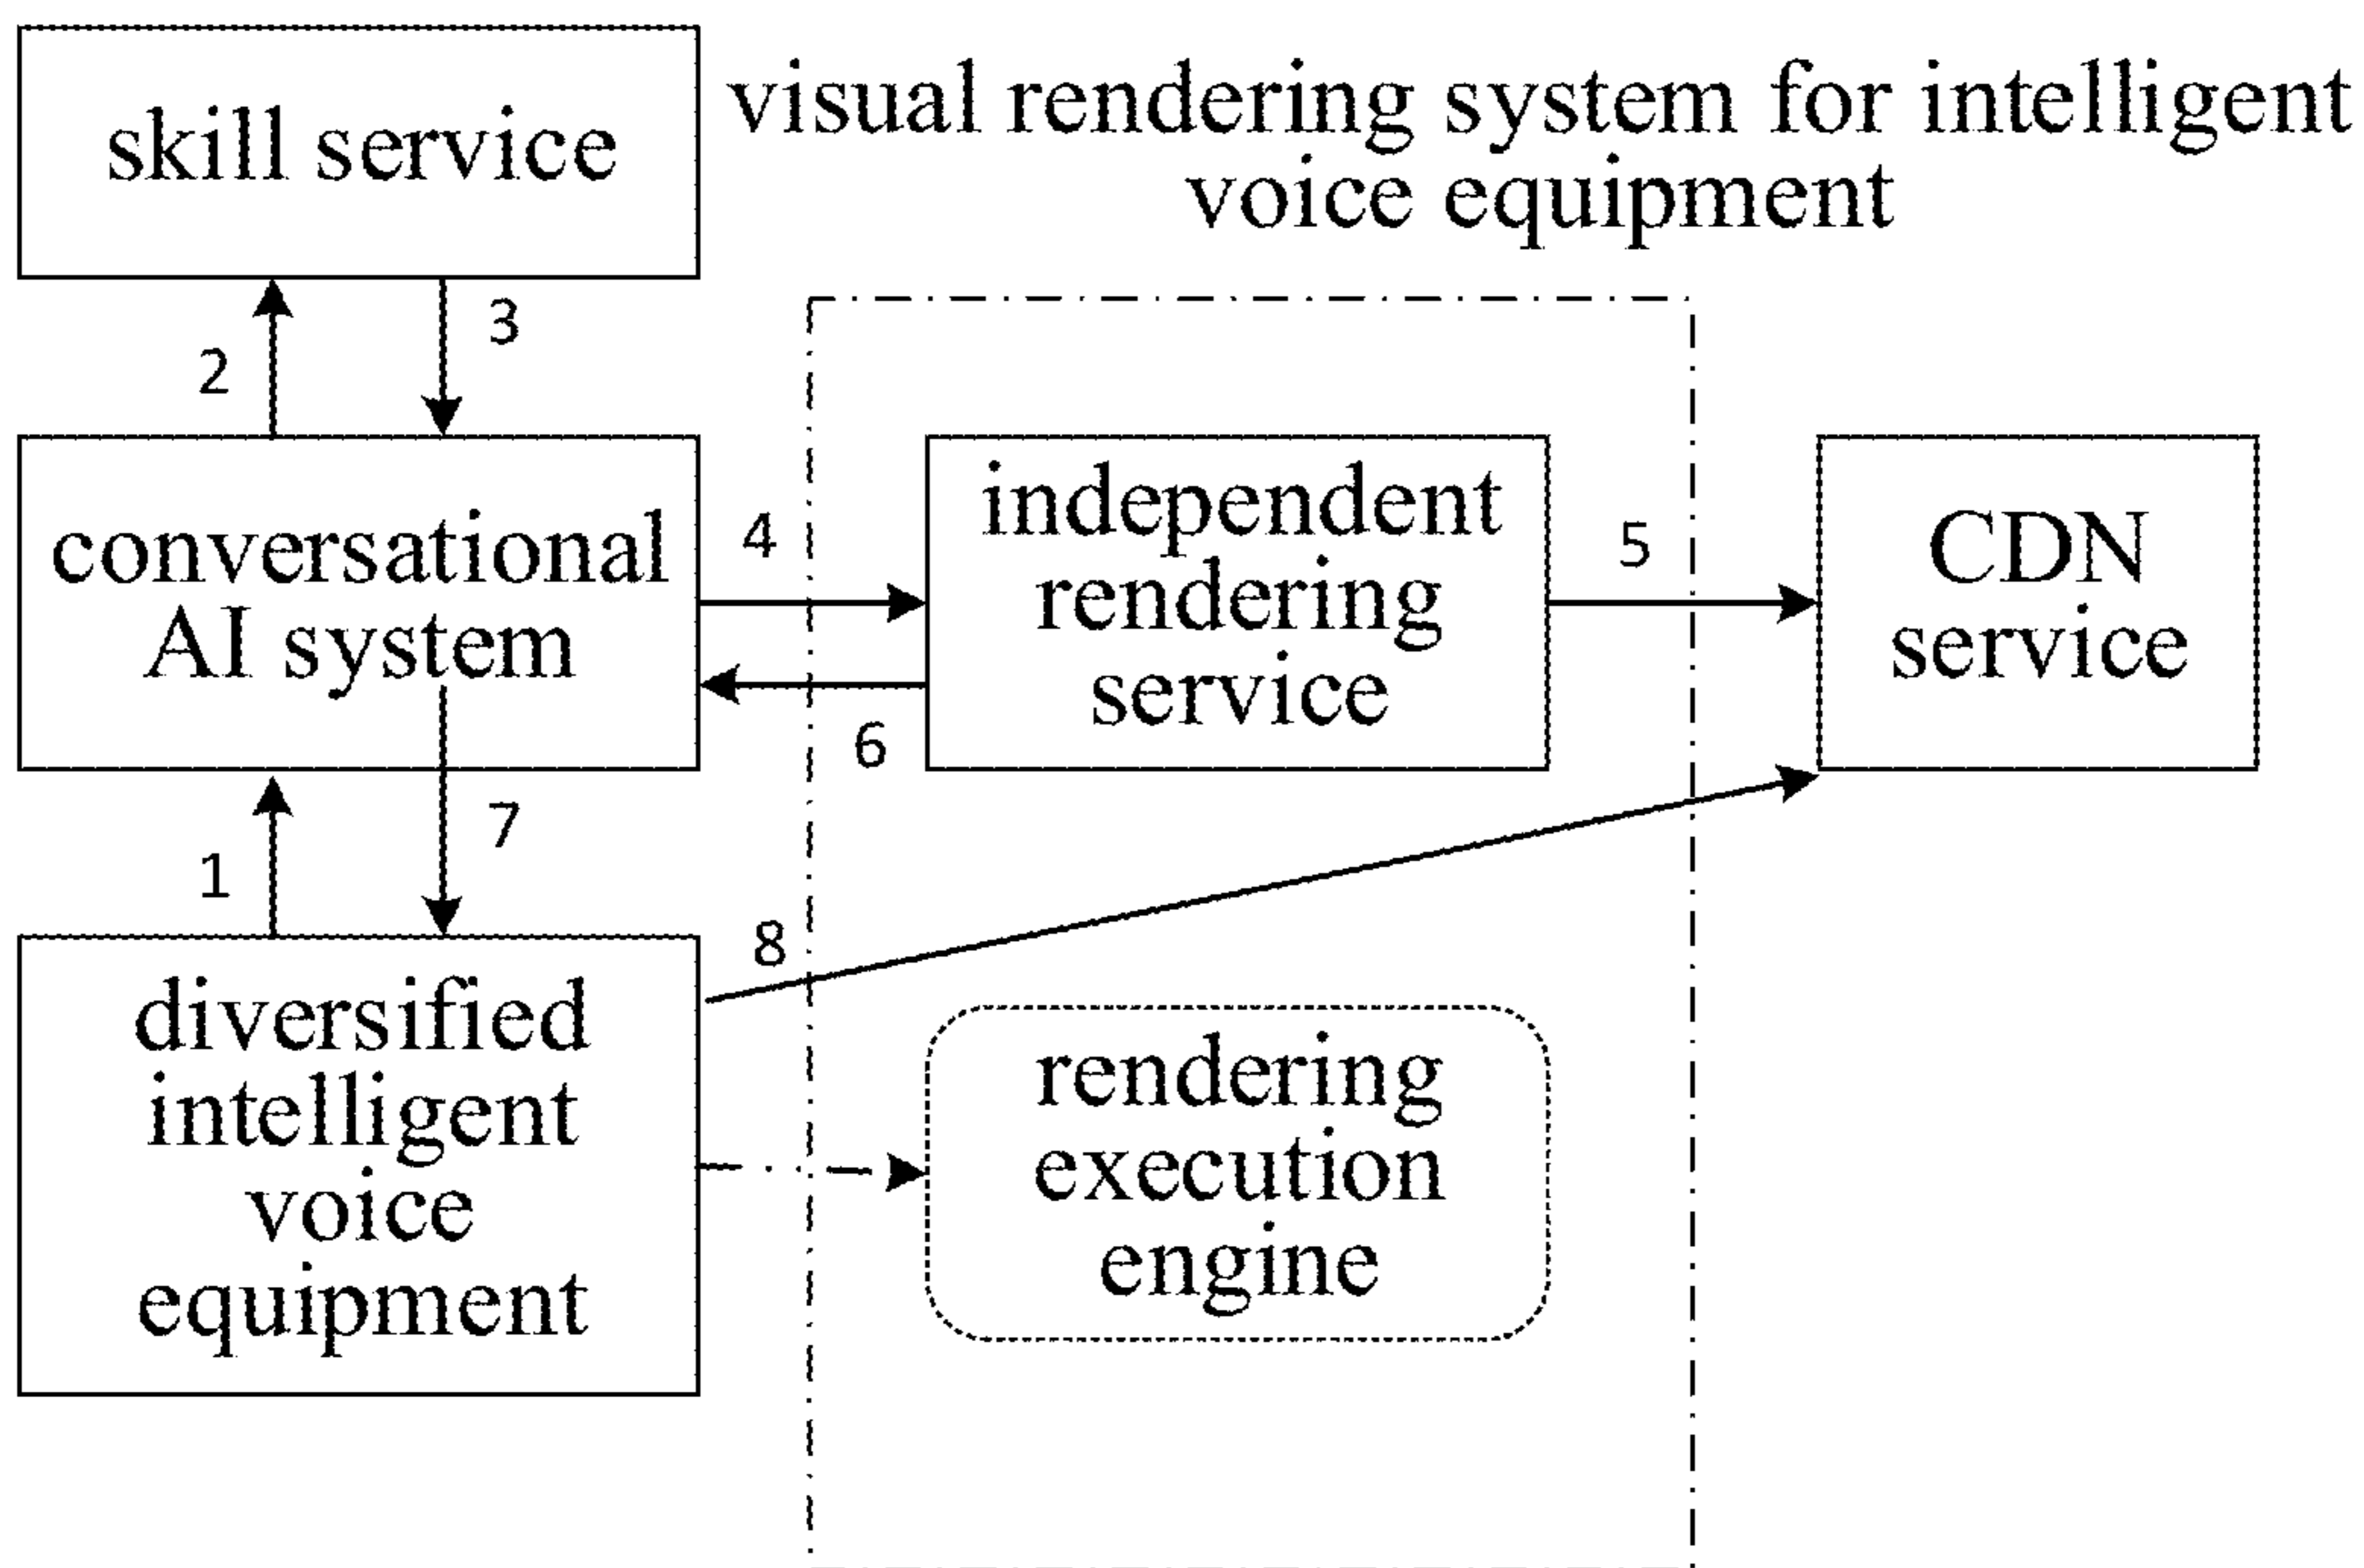 skill service
visual rendering system for intelligent
voice equipment
2
3
conversational
AI system
4
independent
rendering
service
5
CDN
service
6
1
7
8
diversified
intelligent
voice
equipment
rendering
execution
engine